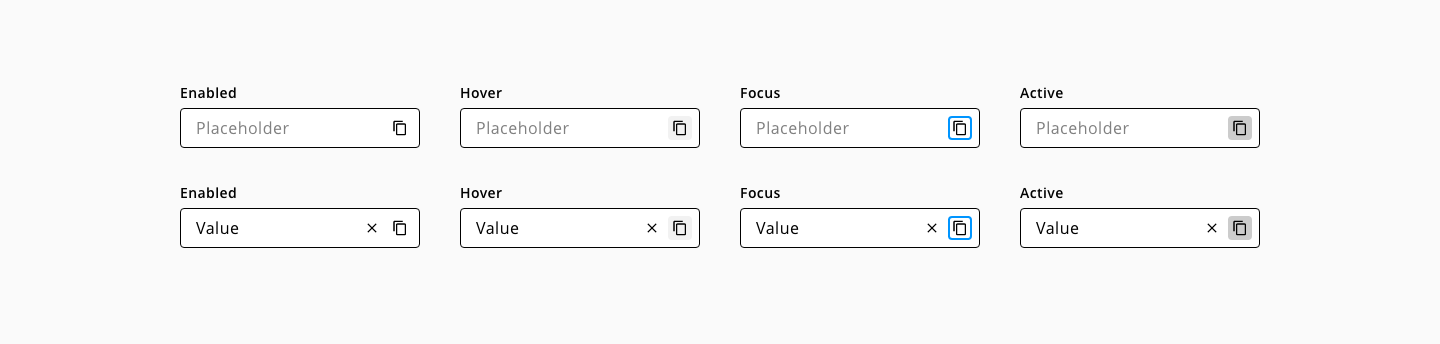 Enabled Hover Focus Active
Placeholder Placeholder Placeholder Placeholder
Enabled Hover Focus Active
Value Value Value Value